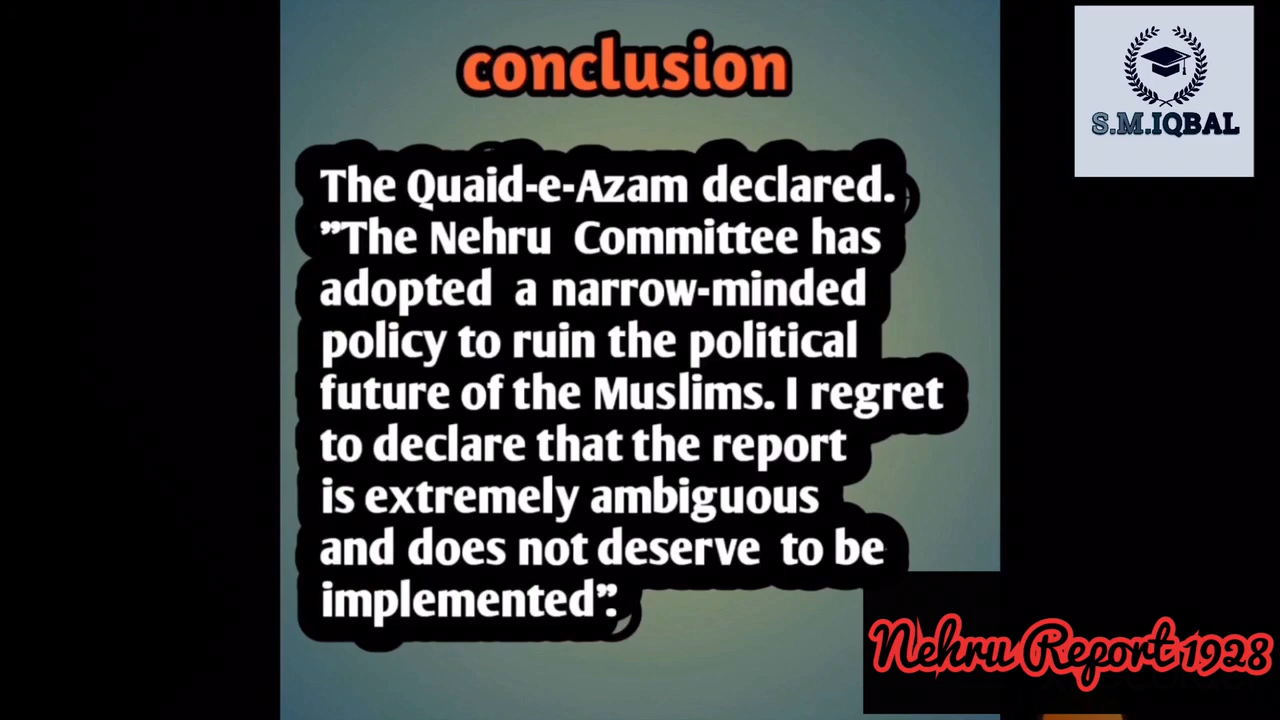 conclusion
S.M.IQBAL
The Quaid-e-Azam declared.
”The Nehru Committee has
adopted a narrow-minded
policy to ruin the political
future of the Muslims. I regret
to declare that the report
is extremely ambiguous
and does not deserve to be
implemented”.
Nehru Report 1928